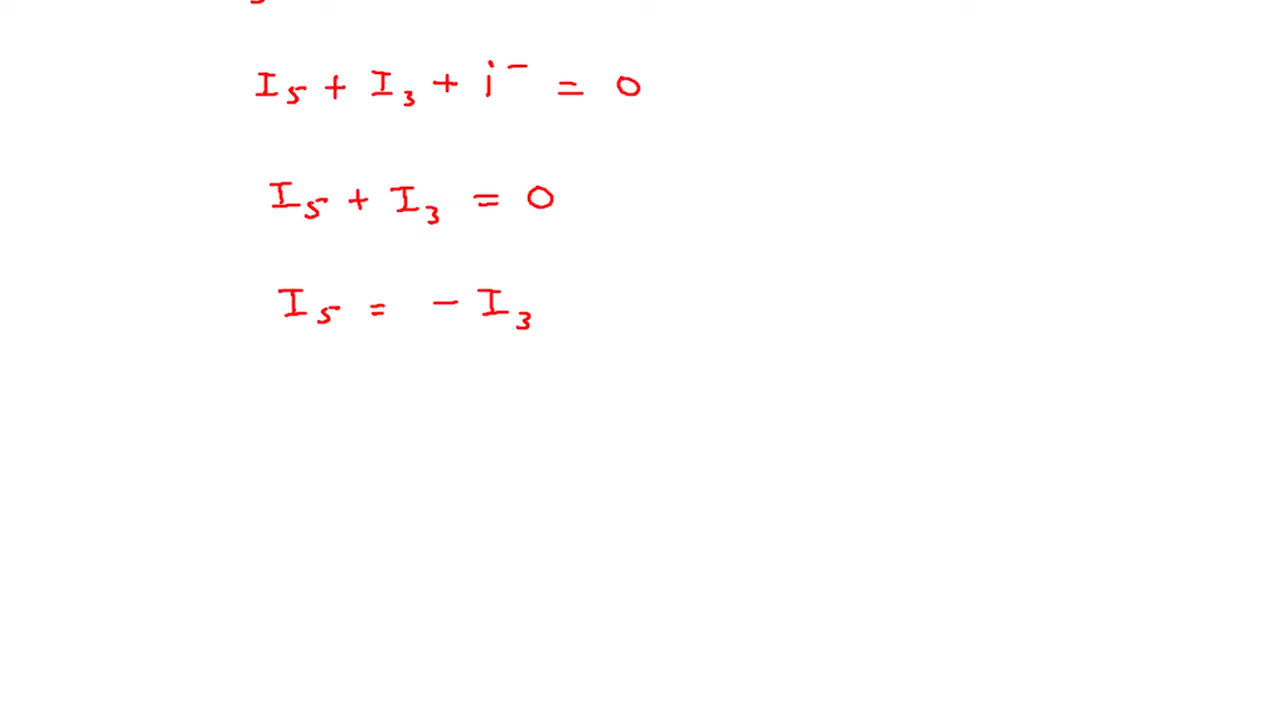 I₅ + I₃ + i⁻ = 0
I₅ + I₃ = 0
I₅ = - I₃